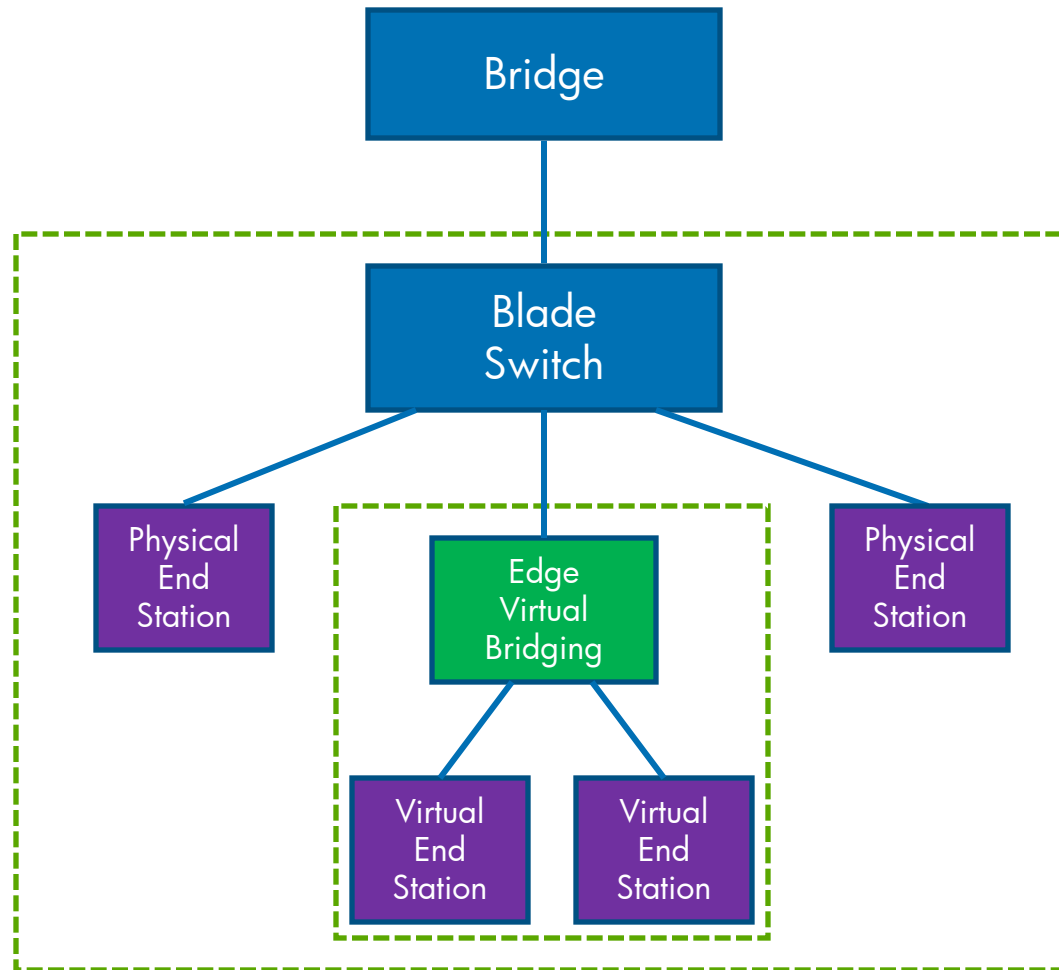 Bridge
Blade
Switch
Physical
End
Station
Edge
Virtual
Bridging
Physical
End
Station
Virtual
End
Station
Virtual
End
Station